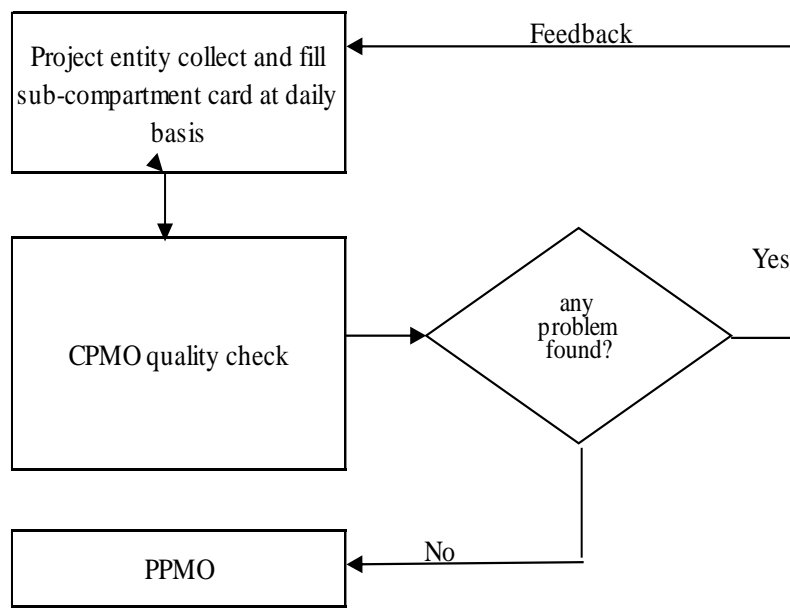 Feedback
Project entity collect and fill
sub-compartment card at daily
basis
Yes
any
problem
found?
CPMO quality check
No
PPMO